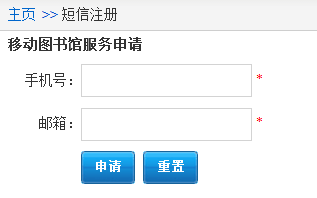 主页 >> 短信注册
移动图书馆服务申请
手机号： *
邮箱： *
申请 重置